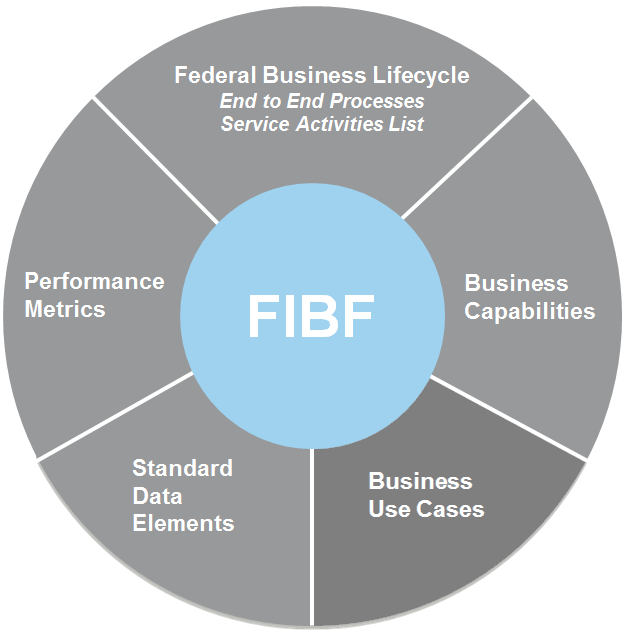 Federal Business Lifecycle
End to End Processes
Service Activities List
Performance
Metrics
FIBF
Business
Capabilities
Standard
Data
Elements
Business
Use Cases